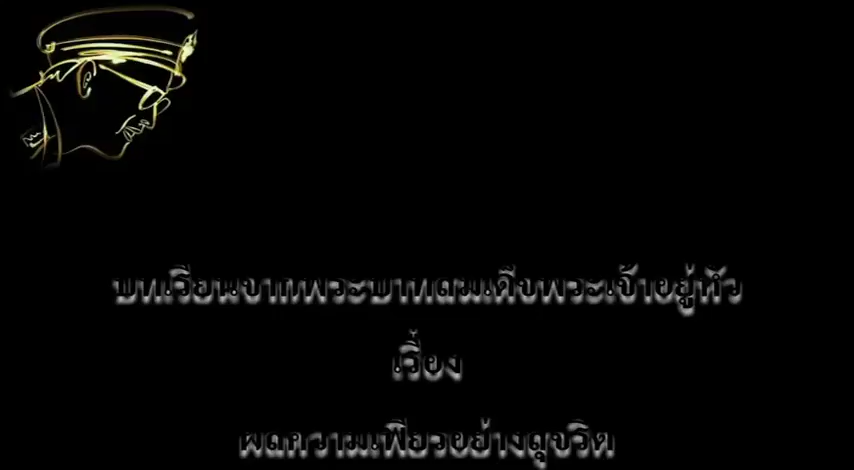 บทเรียนจากพระบาทสมเด็จพระเจ้าอยู่หัว
เรื่อง
ผลความเพียรอย่างสุจริต